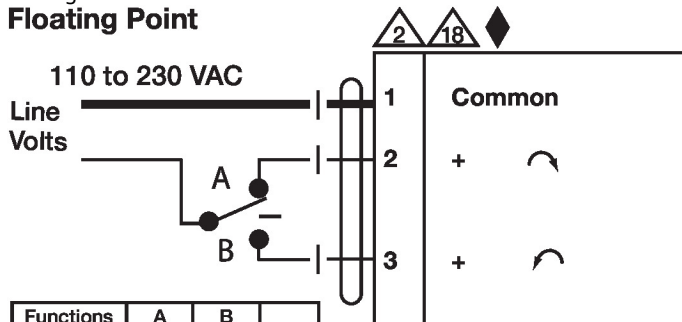 Floating Point
2 18
110 to 230 VAC
Line
Volts
1 Common
A
2 +
B
3 +
Functions A B